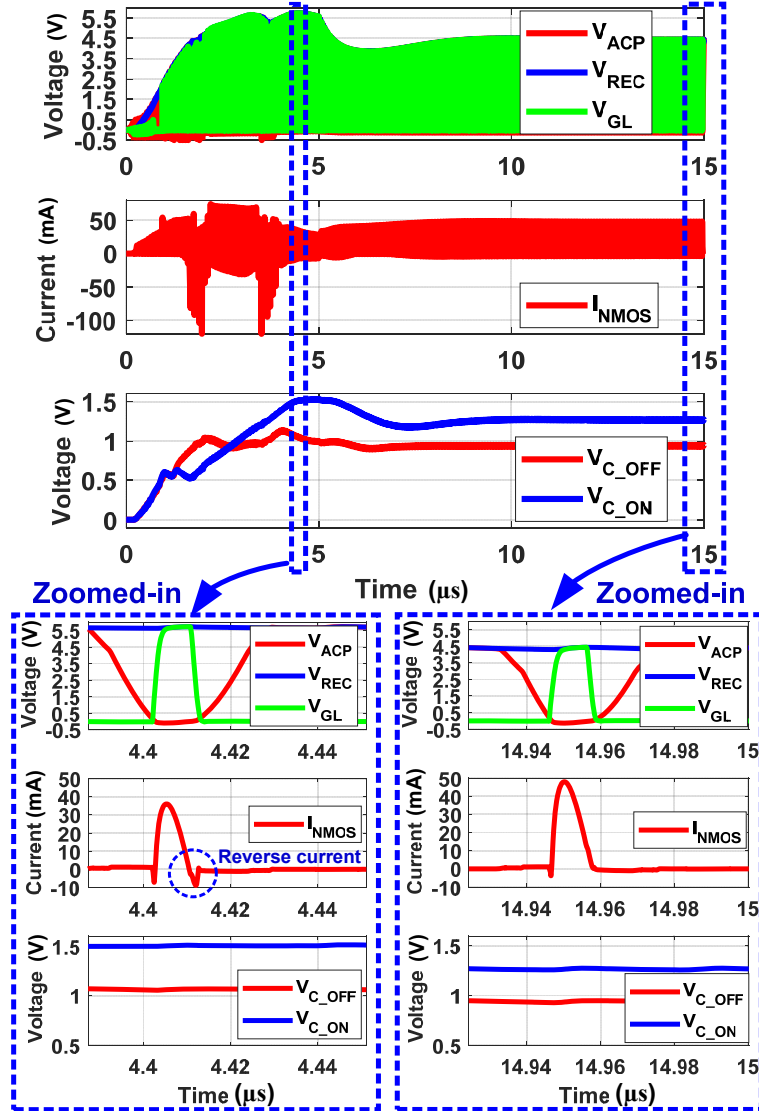 Voltage (V)
5.5
4.5
3.5
2.5
1.5
0.5
-0.5
V_ACP
V_REC
V_GL
0 5 10 15
Current (mA)
50
0
-50
-100
I_NMOS
0 5 10 15
Voltage (V)
1.5
1
0.5
0
V_C_OFF
V_C_ON
0 5 10 15
Time (µs)
Zoomed-in
Zoomed-in
Voltage (V)
5.5
4.5
3.5
2.5
1.5
0.5
-0.5
V_ACP
V_REC
V_GL
4.4 4.42 4.44
Current (mA)
50
40
30
20
10
0
-10
I_NMOS
Reverse current
4.4 4.42 4.44
Voltage (V)
1.5
1
0.5
V_C_OFF
V_C_ON
4.4 4.42 4.44
Time (µs)
Voltage (V)
5.5
4.5
3.5
2.5
1.5
0.5
-0.5
V_ACP
V_REC
V_GL
14.94 14.96 14.98 15
Current (mA)
50
40
30
20
10
0
-10
I_NMOS
14.94 14.96 14.98 15
Voltage (V)
1.5
1
0.5
V_C_OFF
V_C_ON
14.94 14.96 14.98 15
Time (µs)